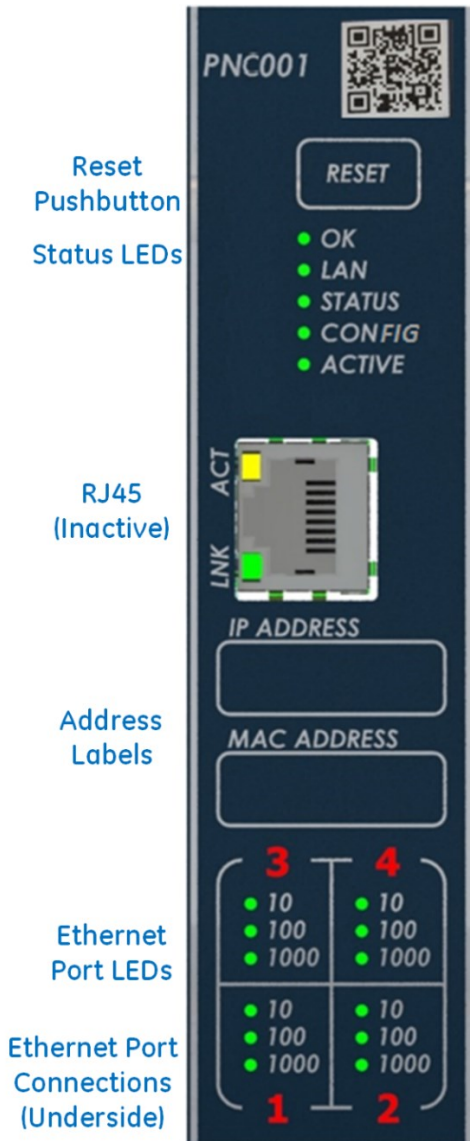 PNC001
RESET
Reset
Pushbutton
Status LEDs
OK
LAN
STATUS
CONFIG
ACTIVE
RJ45
(Inactive)
ACT
LNK
IP ADDRESS
Address
Labels
MAC ADDRESS
3 4
10 10
100 100
1000 1000
Ethernet
Port LEDs
10 10
100 100
1000 1000
1 2
Ethernet Port
Connections
(Underside)